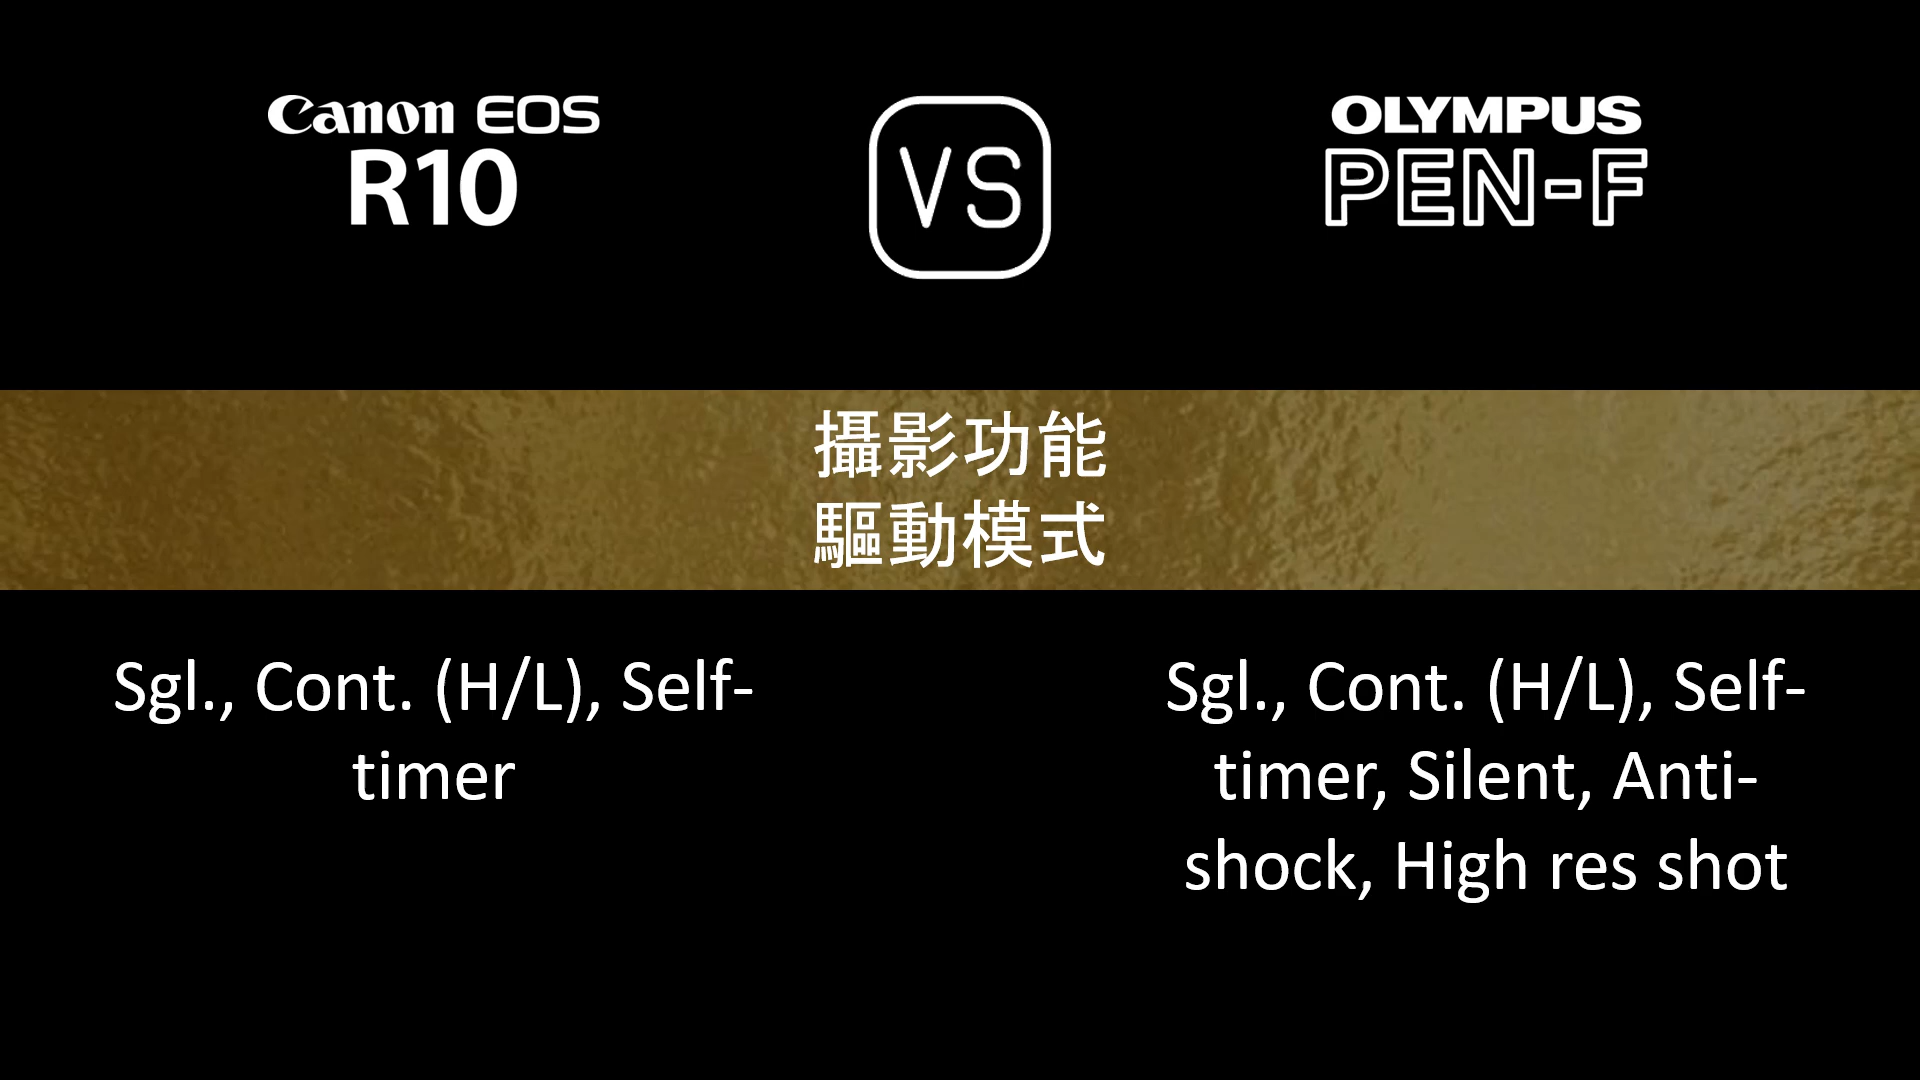 Canon EOS
R10
VS
OLYMPUS
PEN-F
攝影功能
驅動模式
Sgl., Cont. (H/L), Self-
timer
Sgl., Cont. (H/L), Self-
timer, Silent, Anti-
shock, High res shot